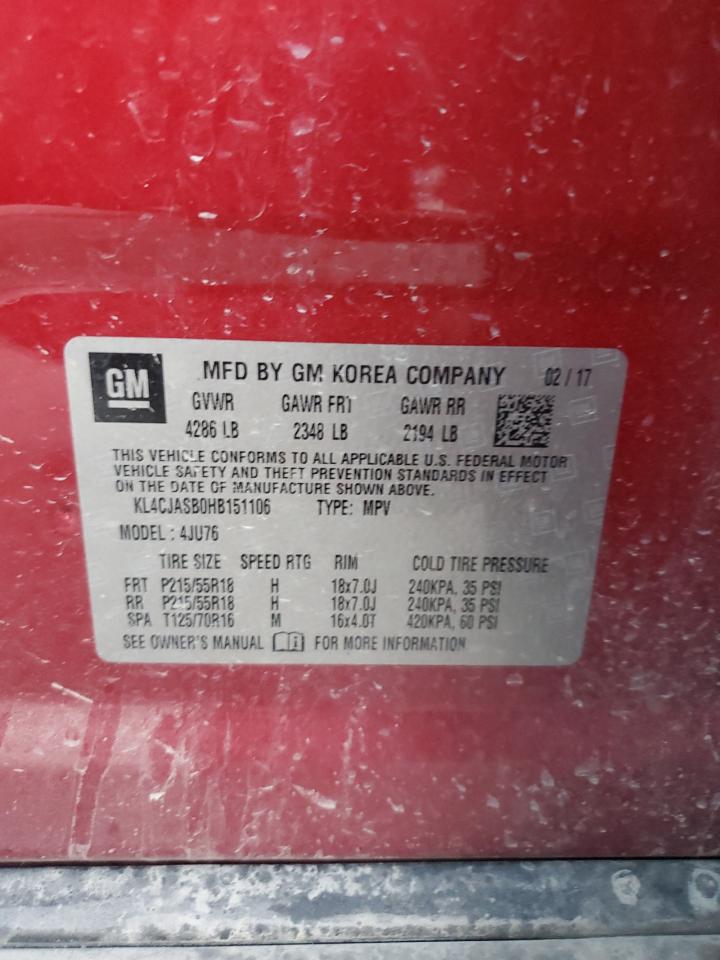 GM MFD BY GM KOREA COMPANY 02/17
GVWR GAWR FRT GAWR RR
4286 LB 2348 LB 2194 LB
THIS VEHICLE CONFORMS TO ALL APPLICABLE U.S. FEDERAL MOTOR
VEHICLE SAFETY AND THEFT PREVENTION STANDARDS IN EFFECT
ON THE DATE OF MANUFACTURE SHOWN ABOVE.
KL4CJASB0HB151106 TYPE: MPV
MODEL : 4JU76
TIRE SIZE SPEED RTG RIM COLD TIRE PRESSURE
FRT P215/55R18 H 18x7.0J 240KPA, 35 PSI
RR P215/55R18 H 18x7.0J 240KPA, 35 PSI
SPA T125/70R16 M 16x4.0T 420KPA, 60 PSI
SEE OWNER'S MANUAL FOR MORE INFORMATION